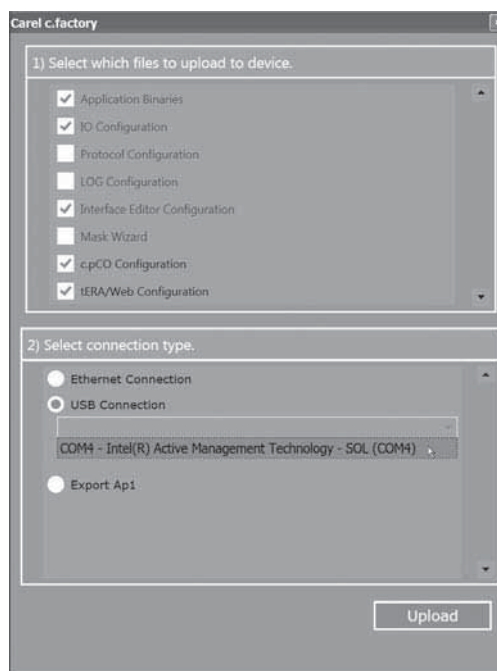 Carel c.factory
1) Select which files to upload to device.
Application Binaries
IO Configuration
Protocol Configuration
LOG Configuration
Interface Editor Configuration
Mask Wizard
c.pCO Configuration
tERA/Web Configuration
2) Select connection type.
Ethernet Connection
USB Connection
COM4 - Intel(R) Active Management Technology - SOL (COM4)
Export Ap1
Upload